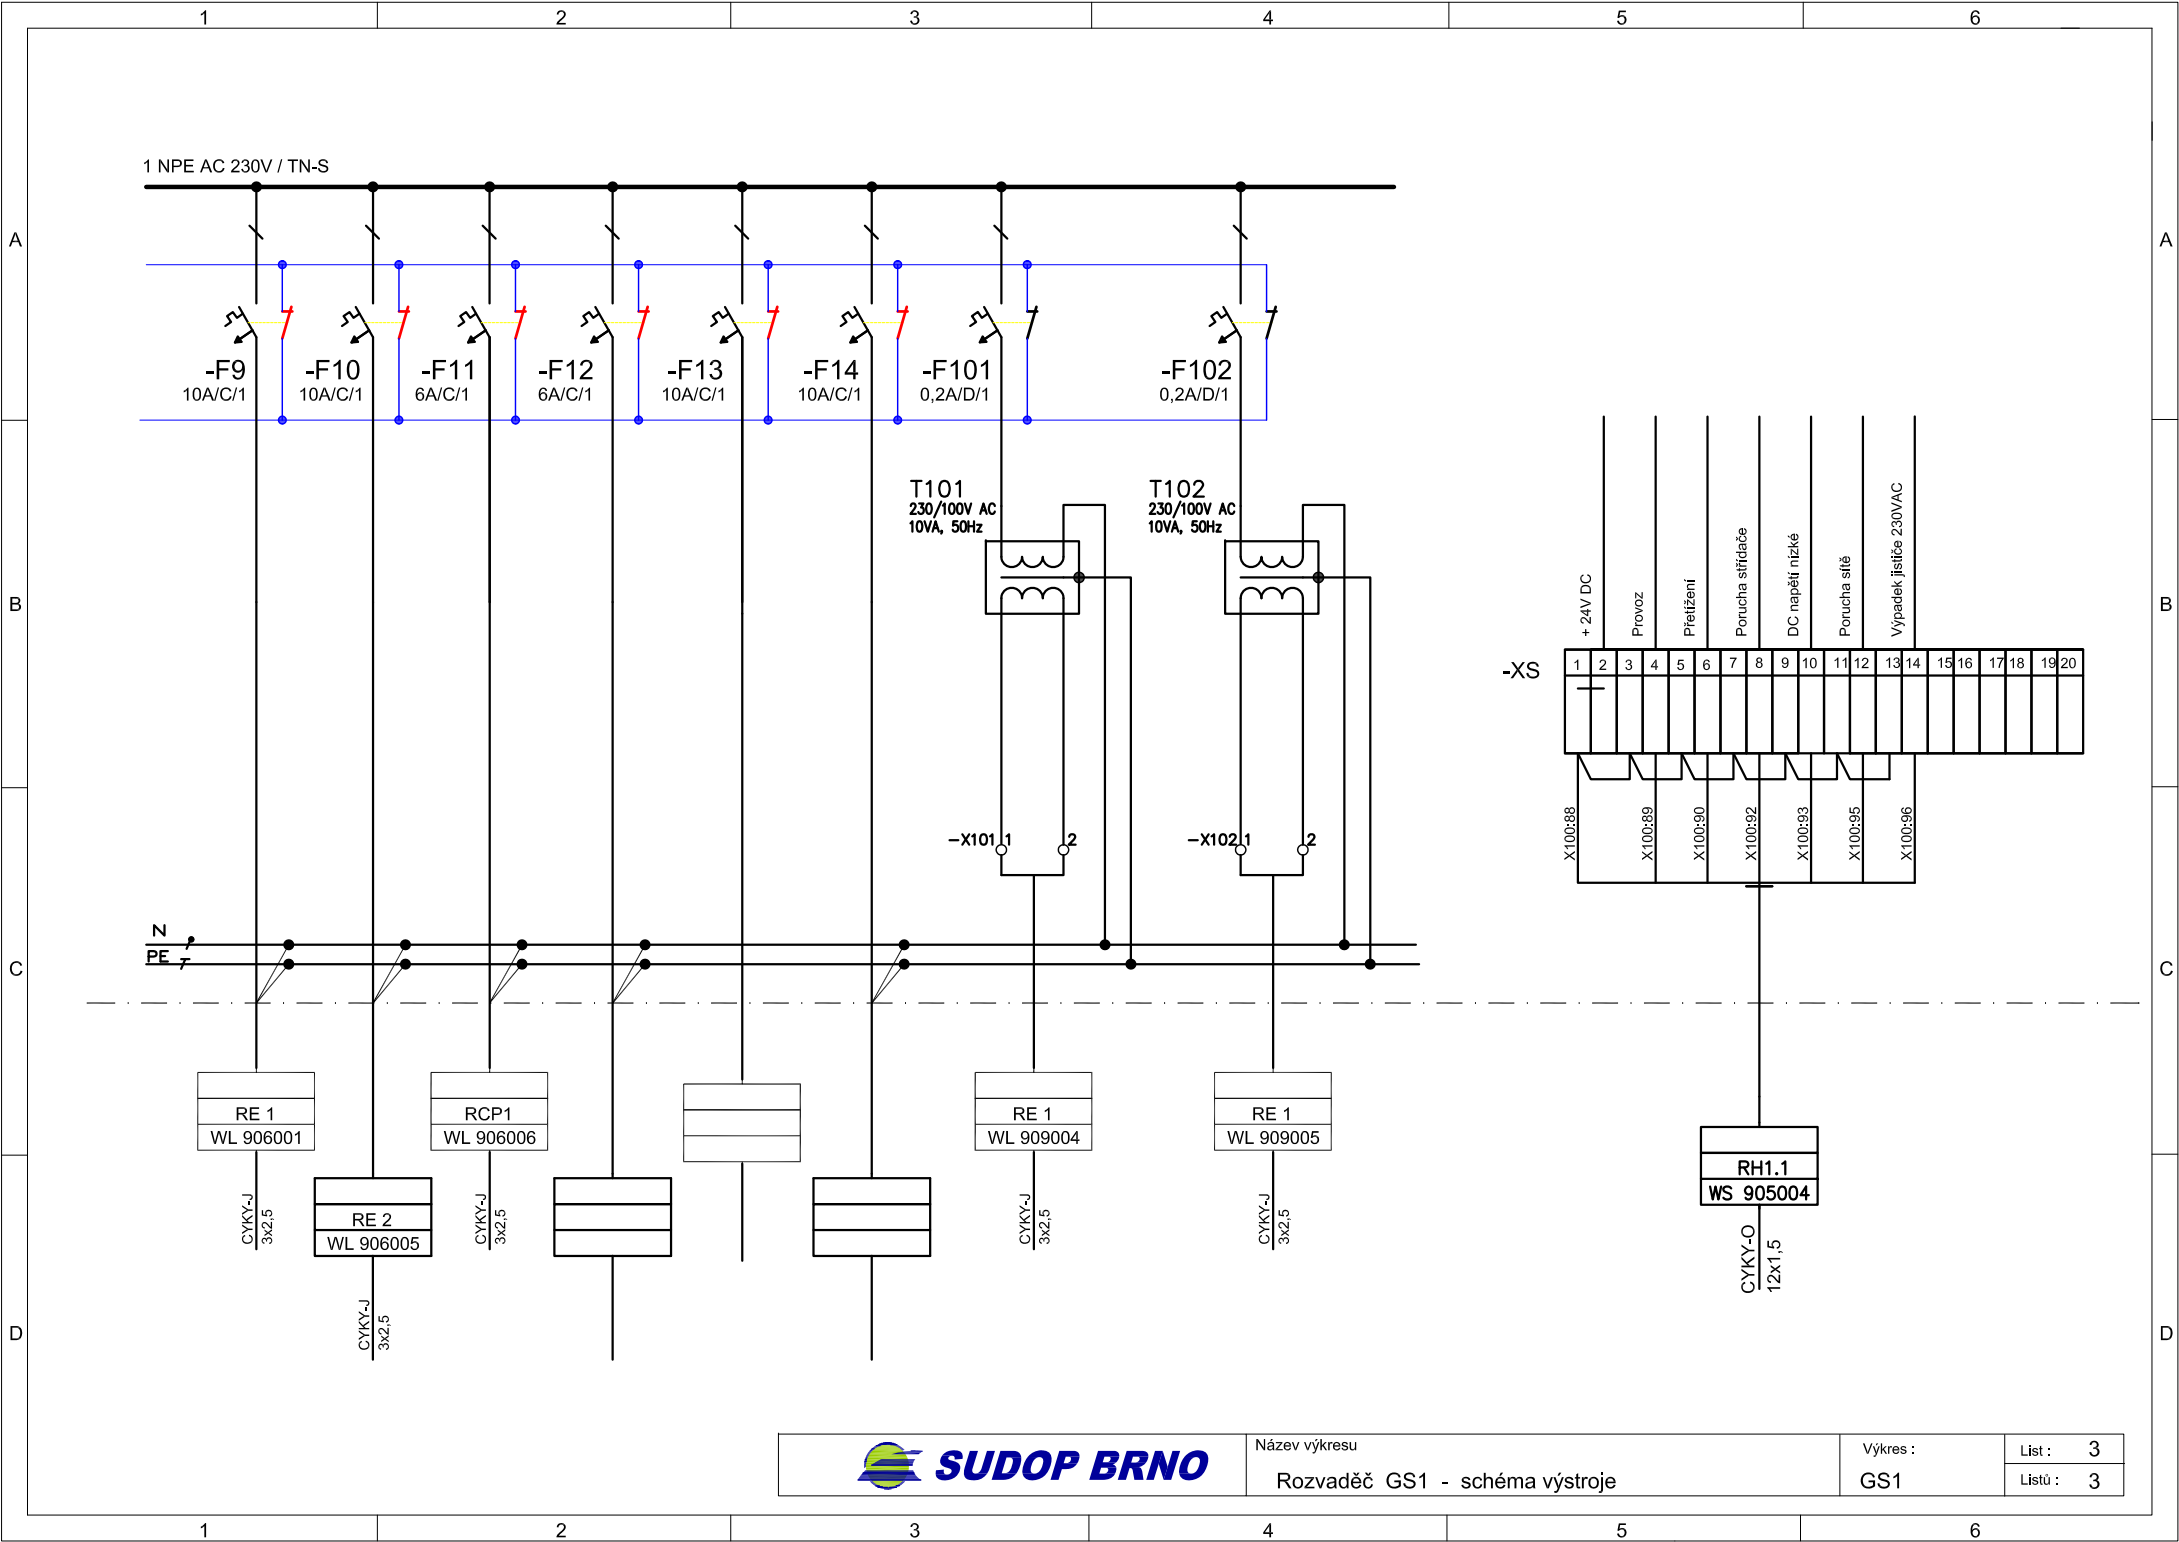 1 2 3 4 5 6
1 NPE AC 230V / TN-S
A A
-F9 -F10 -F11 -F12 -F13 -F14 -F101 -F102
10A/C/1 10A/C/1 6A/C/1 6A/C/1 10A/C/1 10A/C/1 0,2A/D/1 0,2A/D/1
T101 T102
230/100V AC 230/100V AC
10VA, 50Hz 10VA, 50Hz
B B
+ 24V DC
Provoz
Přetížení
Porucha střídače
DC napětí nízké
Porucha sítě
Výpadek jističe 230VAC
-XS 1 2 3 4 5 6 7 8 9 10 11 12 13 14 15 16 17 18 19 20
X100:88
X100:89
X100:90
X100:92
X100:93
X100:95
X100:96
-X101 1 2 -X102 1 2
N
PE
C C
RE 1 RCP1 RE 1 RE 1
WL 906001 WL 906006 WL 909004 WL 909005
RH1.1
WS 905004
RE 2
WL 906005
CYKY-J
3x2,5
CYKY-J
3x2,5
CYKY-J
3x2,5
CYKY-J
3x2,5
CYKY-J
3x2,5
CYKY-O
12x1,5
D D
SUDOP BRNO
Název výkresu
Rozvaděč GS1 - schéma výstroje
Výkres :
GS1
List : 3
Listů : 3
1 2 3 4 5 6